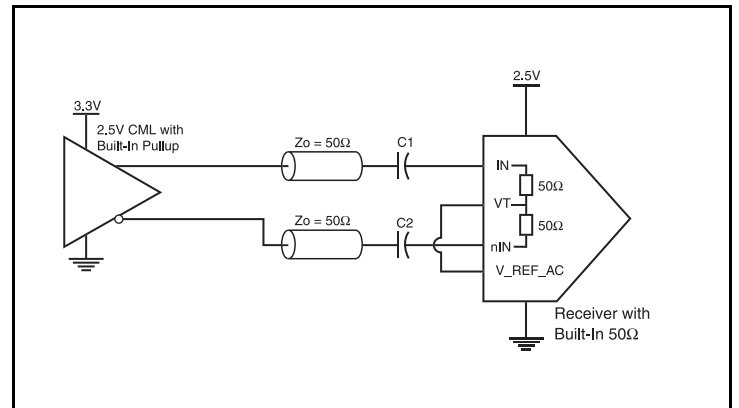 2.5V
3.3V
2.5V CML with
Built-In Pullup
Zo = 50Ω
C1
IN
50Ω
VT
Zo = 50Ω
C2
50Ω
nIN
V_REF_AC
Receiver with
Built-In 50Ω